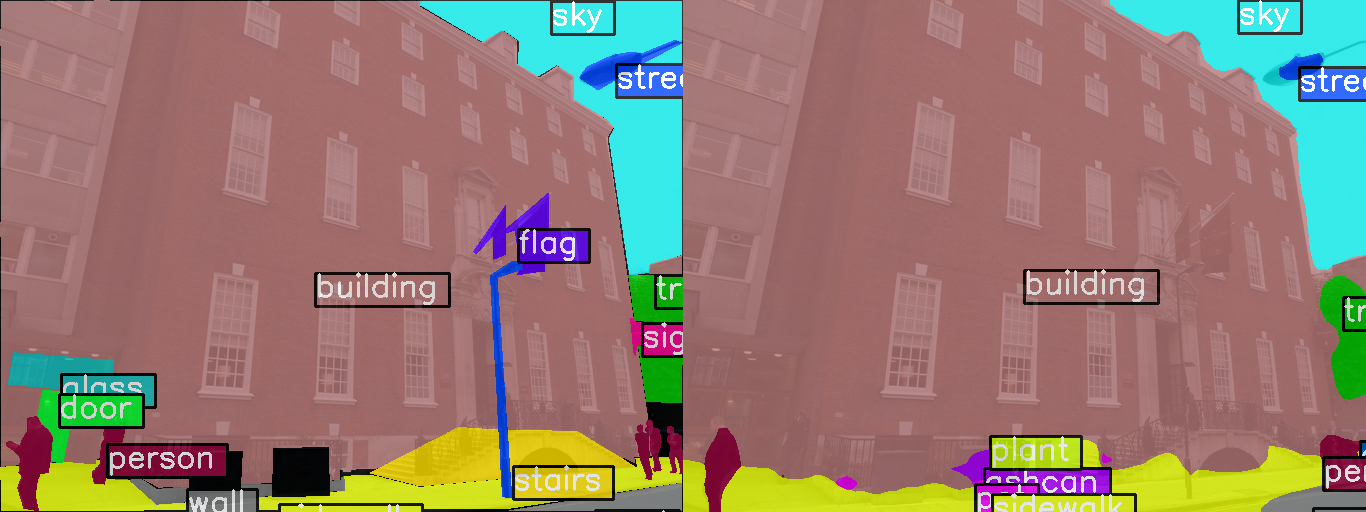 sky
stree
flag
building
tr
sig
glass
door
person
stairs
wall
sky
stree
building
tr
plant
ashcan
per
sidewalk